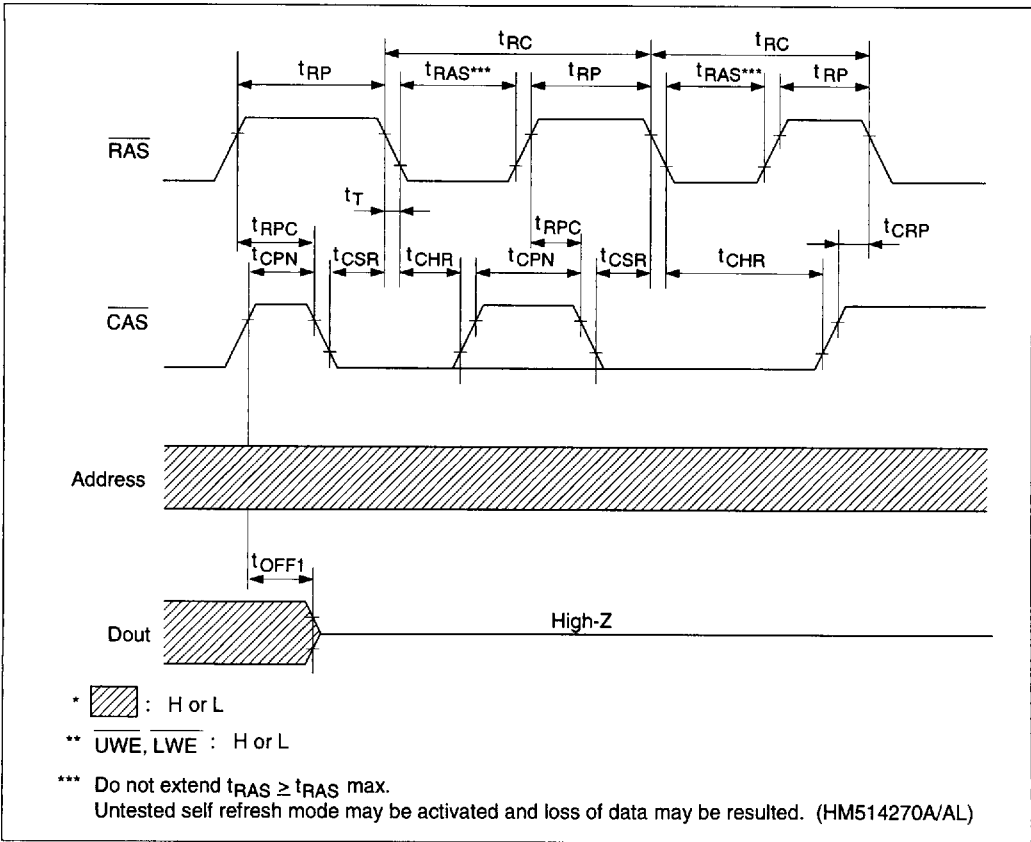 tRC tRC
tRP tRAS*** tRP tRAS*** tRP
RAS
tT
tRPC tRPC tCRP
tCPN tCSR tCHR tCPN tCSR tCHR
CAS
Address
tOFF1
Dout High-Z
* : H or L
** UWE, LWE : H or L
*** Do not extend tRAS ≥ tRAS max.
Untested self refresh mode may be activated and loss of data may be resulted. (HM514270A/AL)